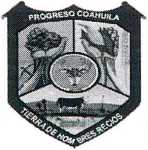 PROGRESO COAHUILA
TIERRA DE HOMBRES RECIOS